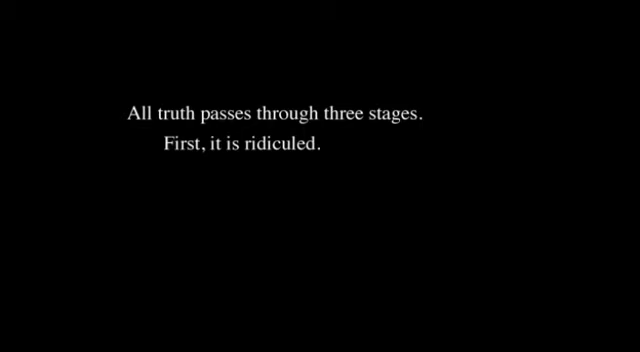 All truth passes through three stages.
First, it is ridiculed.